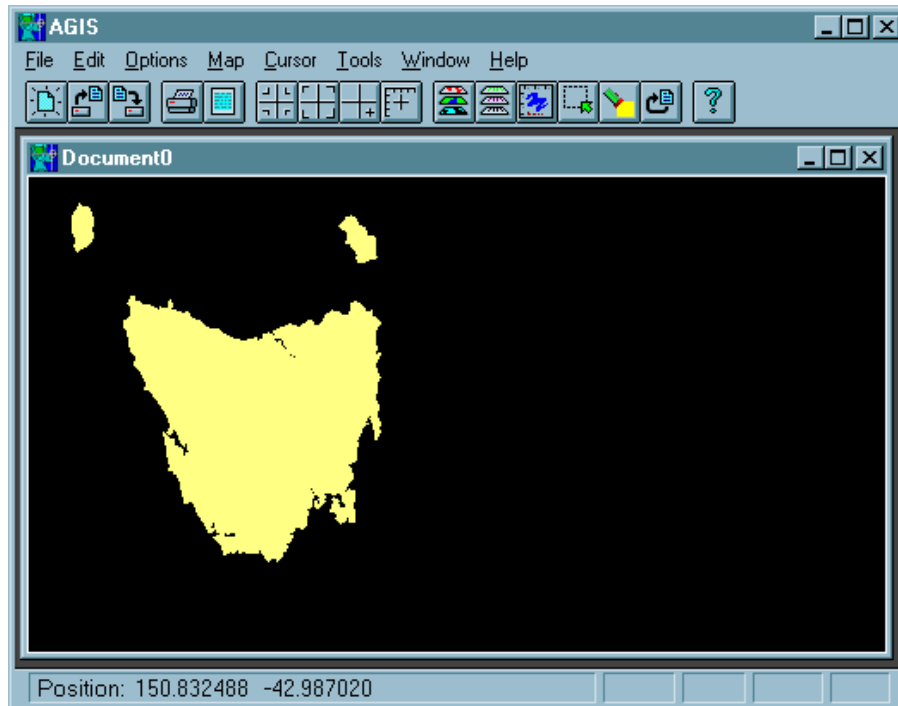 AGIS
File Edit Options Map Cursor Tools Window Help
?
Document0
Position: 150.832488 -42.987020